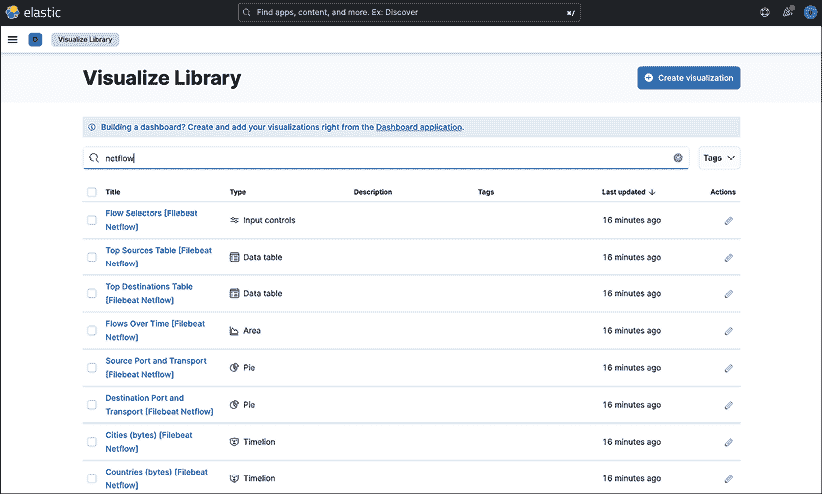 elastic
Find apps, content, and more. Ex: Discover
⌘/
D
Visualize Library
Visualize Library
Create visualization
Building a dashboard? Create and add your visualizations right from the Dashboard application.
netflow
Tags
Title Type Description Tags Last updated Actions
Flow Selectors [Filebeat
Netflow]
Input controls 16 minutes ago
Top Sources Table [Filebeat
Netflow]
Data table 16 minutes ago
Top Destinations Table
[Filebeat Netflow]
Data table 16 minutes ago
Flows Over Time [Filebeat
Netflow]
Area 16 minutes ago
Source Port and Transport
[Filebeat Netflow]
Pie 16 minutes ago
Destination Port and
Transport [Filebeat Netflow]
Pie 16 minutes ago
Cities (bytes) [Filebeat
Netflow]
Timelion 16 minutes ago
Countries (bytes) [Filebeat
Netflow]
Timelion 16 minutes ago